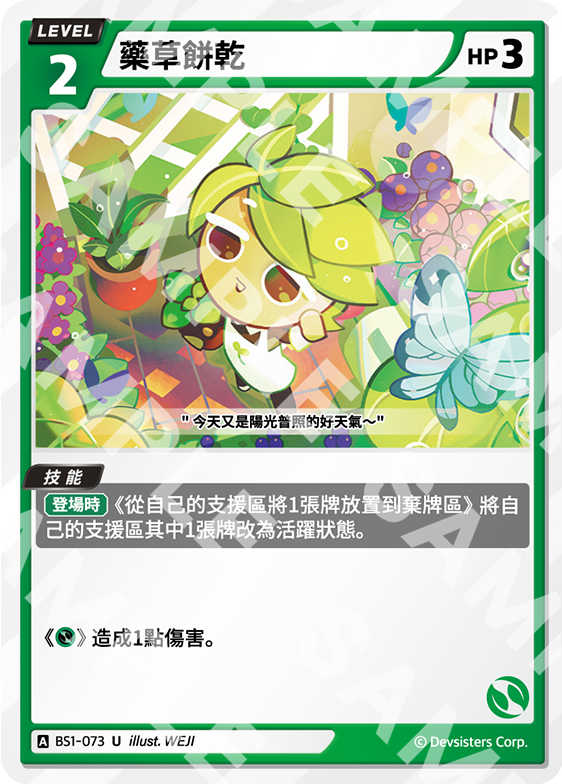 LEVEL
2
藥草餅乾
HP 3
"今天又是陽光普照的好天氣～"
技能
登場時《從自己的支援區將1張牌放置到棄牌區》將自
己的支援區其中1張牌改為活躍狀態。
《》造成1點傷害。
A BS1-073 U illust. WEJI
© Devsisters Corp.
SAMPLE